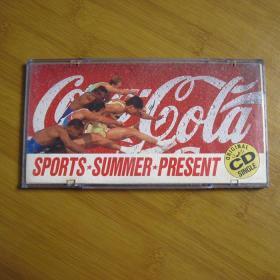 Coca-Cola
SPORTS•SUMMER•PRESENT
ORIGINAL
CD
SINGLE